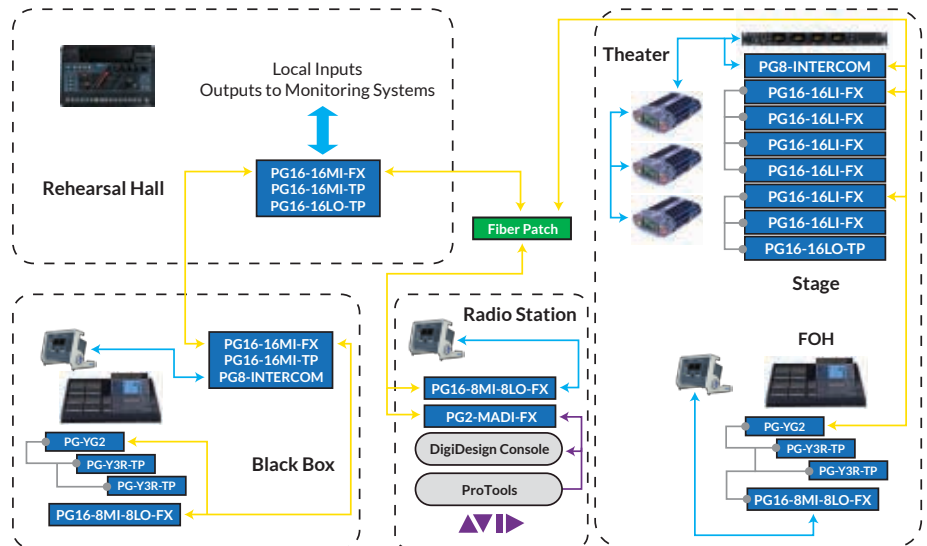 Local Inputs
Outputs to Monitoring Systems
Rehearsal Hall
PG16-16MI-FX
PG16-16MI-TP
PG16-16LO-TP
Fiber Patch
Theater
PG8-INTERCOM
PG16-16LI-FX
PG16-16LI-FX
PG16-16LI-FX
PG16-16LI-FX
PG16-16LI-FX
PG16-16LI-FX
PG16-16LO-TP
Stage
FOH
PG-YG2
PG-Y3R-TP
PG-Y3R-TP
PG16-8MI-8LO-FX
PG16-16MI-FX
PG16-16MI-TP
PG8-INTERCOM
PG-YG2
PG-Y3R-TP
PG-Y3R-TP
Black Box
PG16-8MI-8LO-FX
Radio Station
PG16-8MI-8LO-FX
PG2-MADI-FX
DigiDesign Console
ProTools
AVID